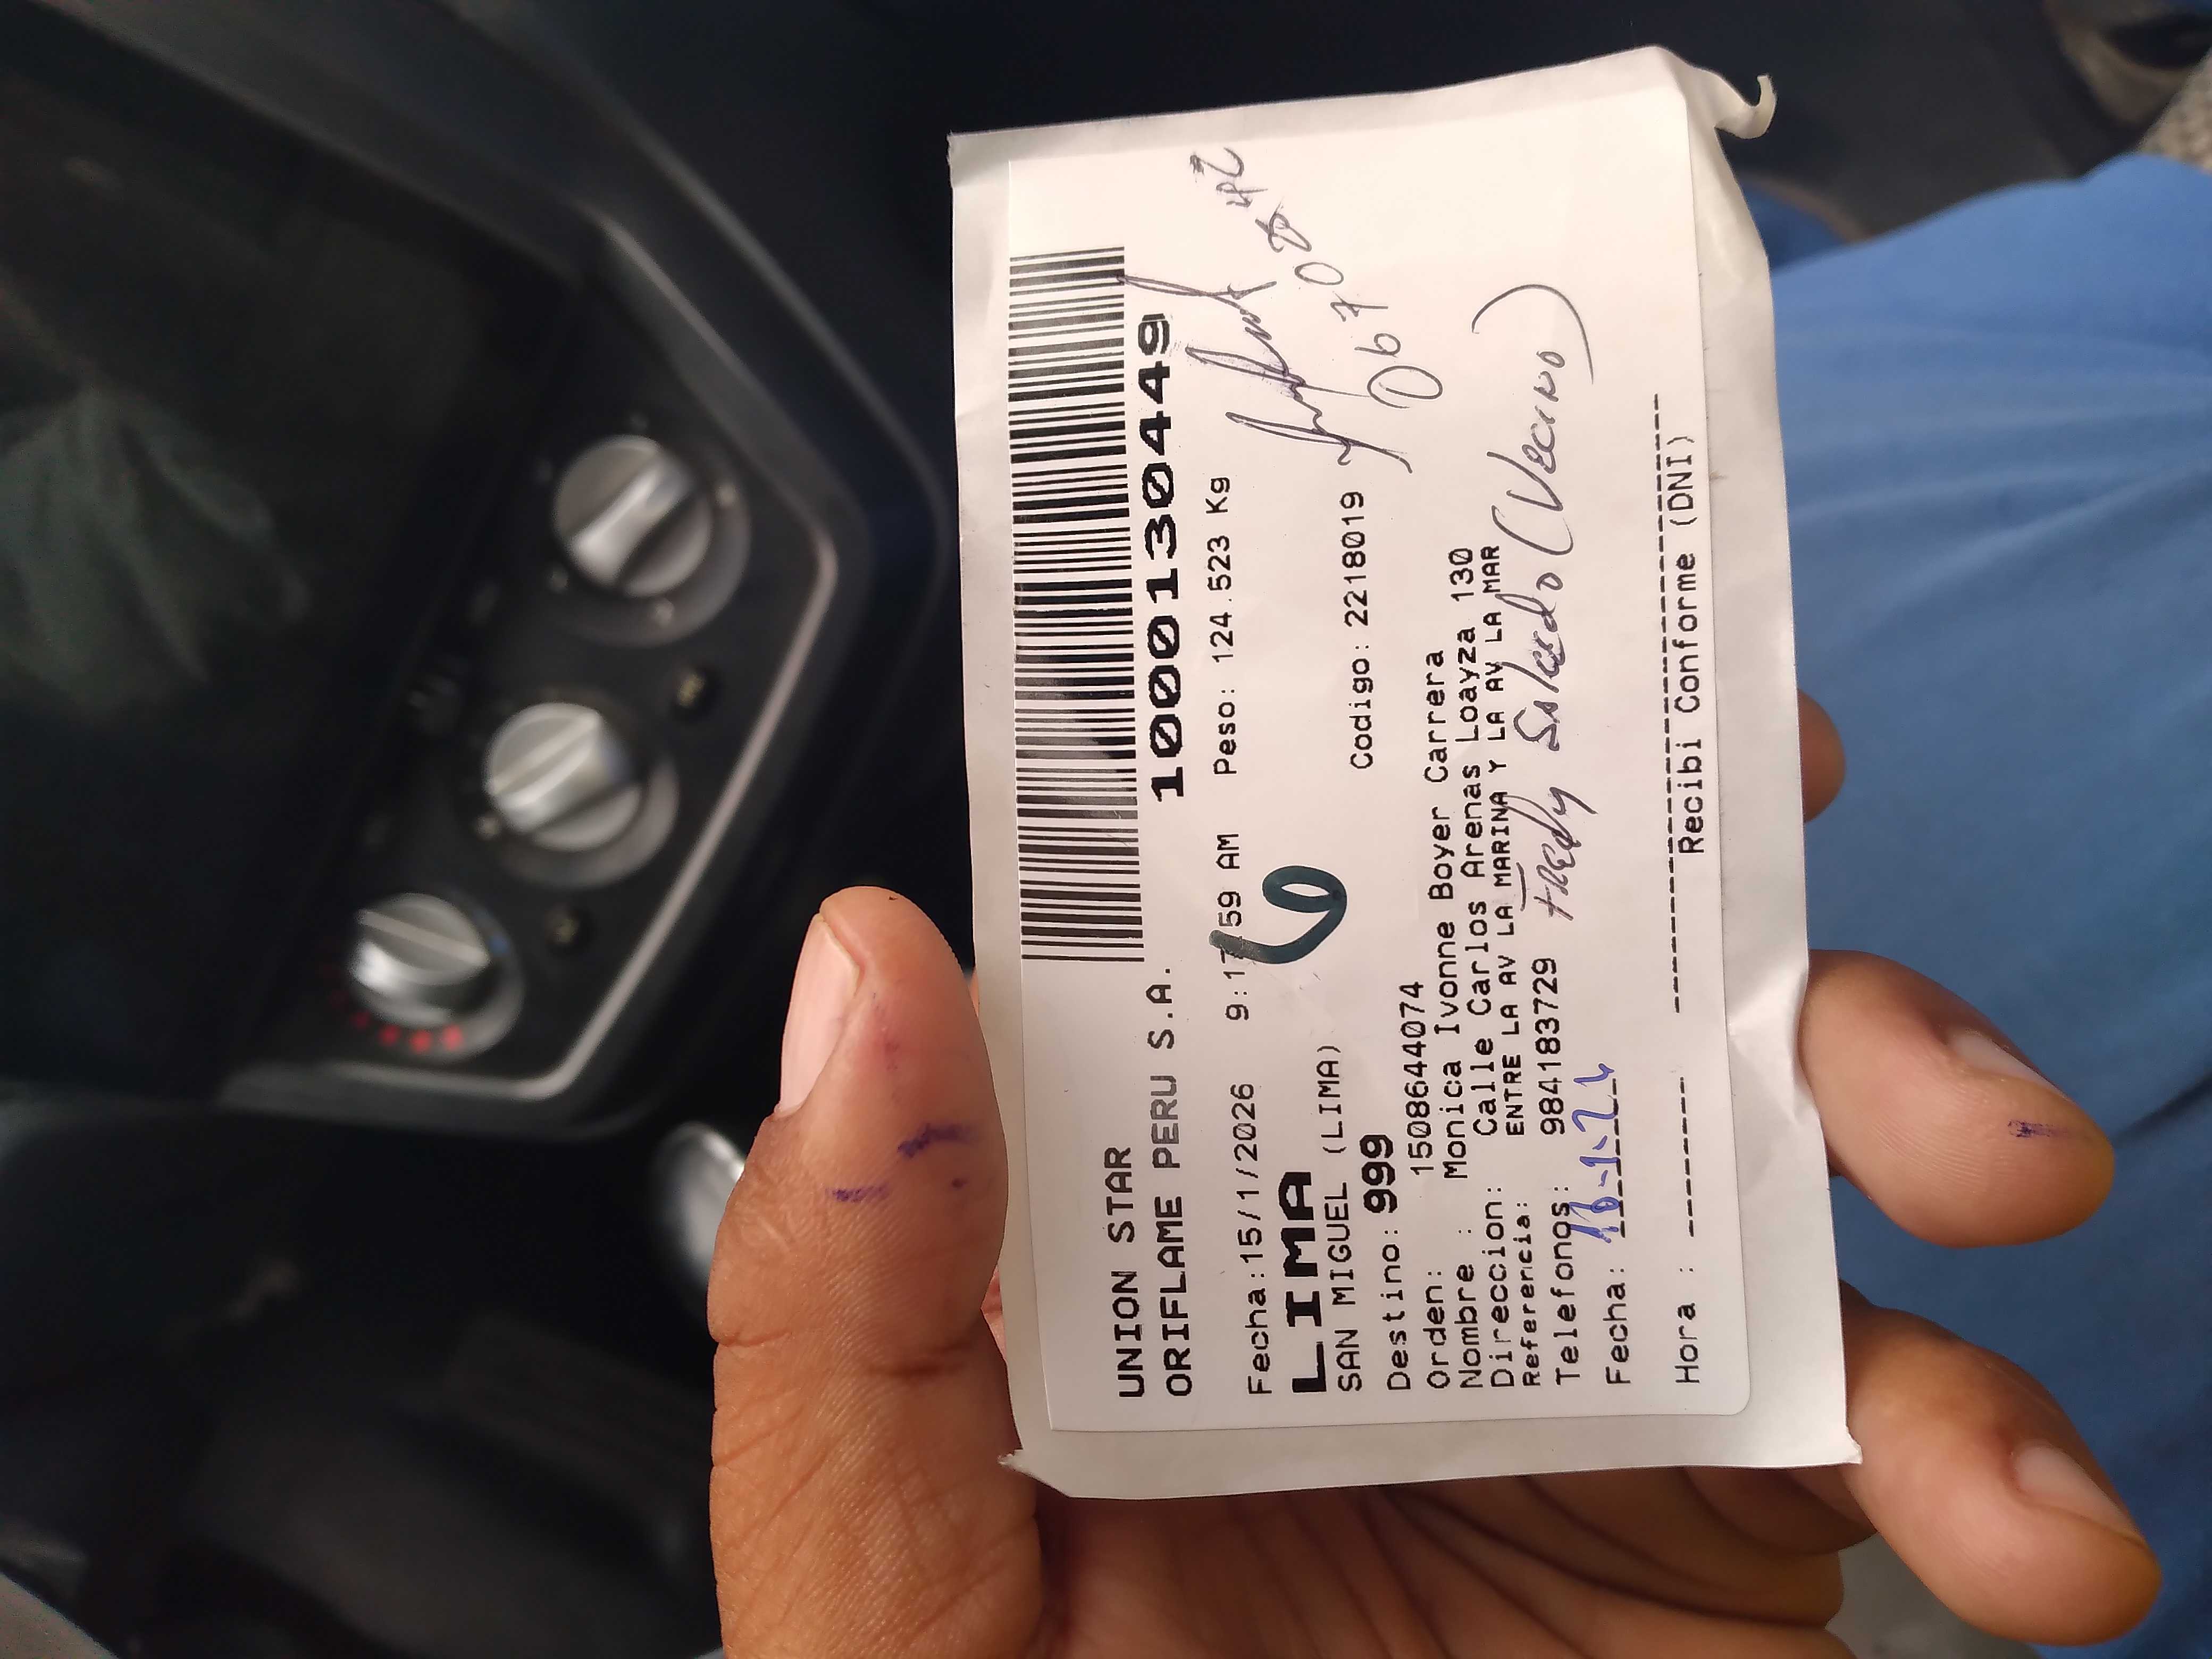 UNION STAR
ORIFLAME PERU S.A. 1000130449
Fecha:15/1/2026 9:17:59 AM Peso: 124.523 Kg
LIMA
6
SAN MIGUEL (LIMA)
Destino: 999 Codigo: 2218019
Orden: 1508644074
Nombre : Monica Ivonne Boyer Carrera
Direccion: Calle Carlos Arenas Loayza 130
Referencia: ENTRE LA AV LA MARINA Y LA AV LA MAR
Telefonos: 984183729
Fredy Salcedo (Vecino)
Fecha:
Hora :
Recibi Conforme (DNI)